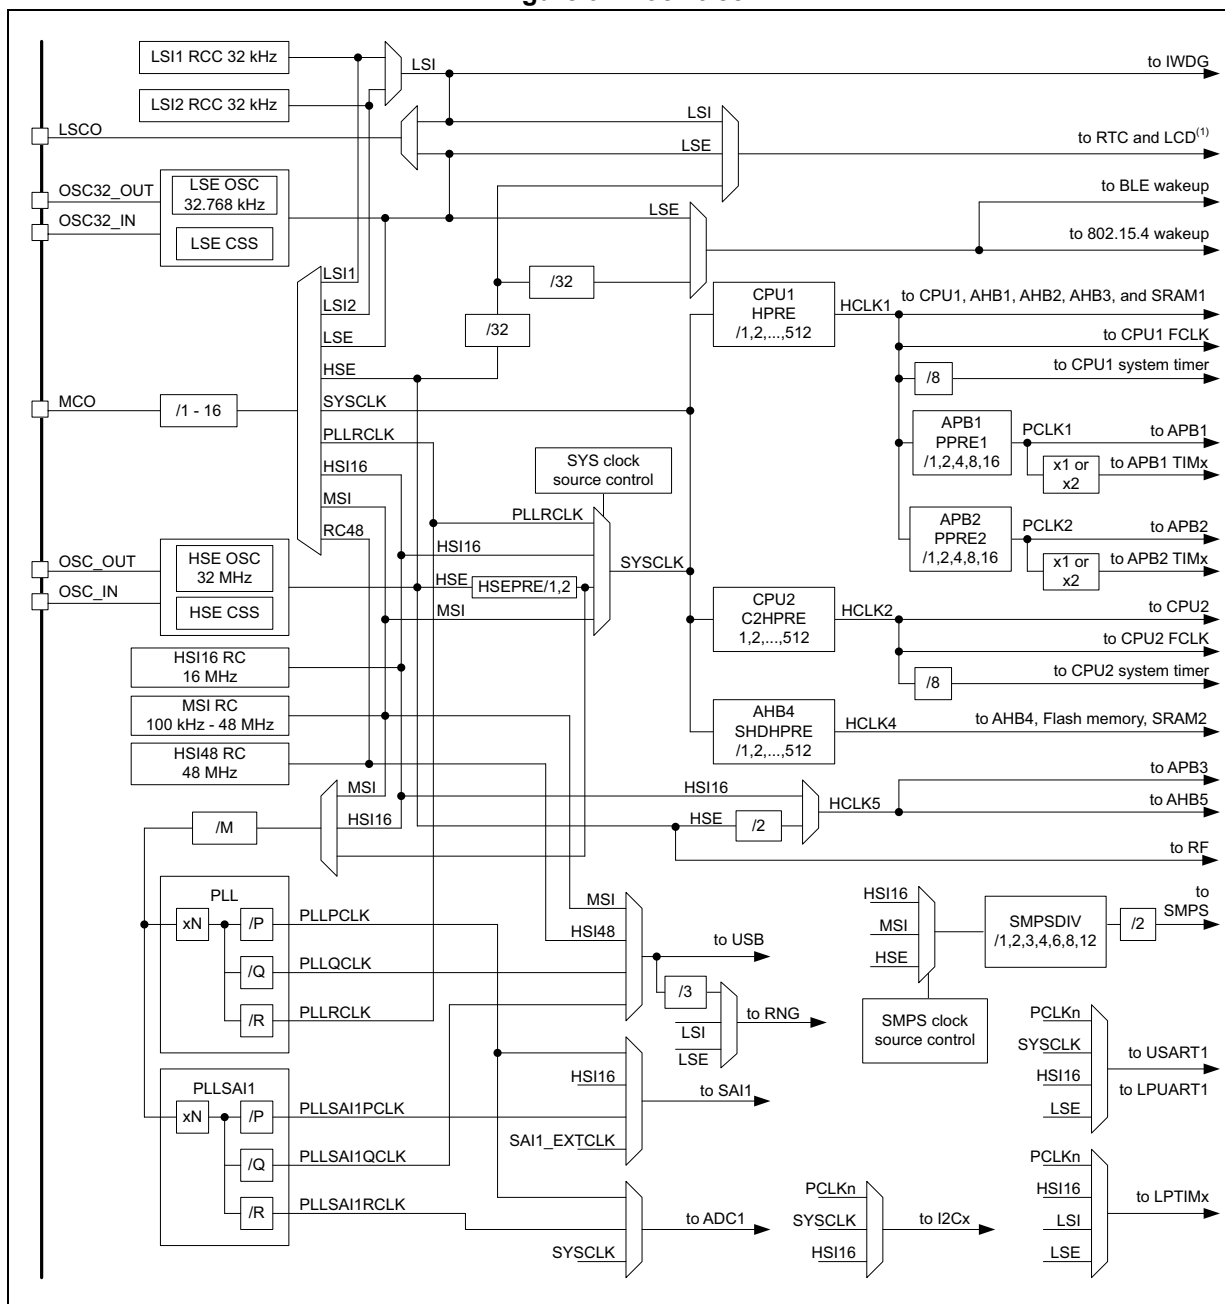 LSI1 RCC 32 kHz
LSI
to IWDG
LSI2 RCC 32 kHz
LSCO
LSI
LSE
to RTC and LCD(1)
OSC32_OUT
OSC32_IN
LSE OSC
32.768 kHz
LSE CSS
LSE
to BLE wakeup
to 802.15.4 wakeup
LSI1
LSI2
LSE
HSE
SYSCLK
PLLRCLK
HSI16
MSI
RC48
/32
/32
CPU1
HPRE
/1,2,...,512
HCLK1
to CPU1, AHB1, AHB2, AHB3, and SRAM1
to CPU1 FCLK
/8
to CPU1 system timer
MCO
/1 - 16
APB1
PPRE1
/1,2,4,8,16
PCLK1
to APB1
x1 or
x2
to APB1 TIMx
SYS clock
source control
PLLRCLK
HSI16
HSE
HSEPRE/1,2
MSI
SYSCLK
APB2
PPRE2
/1,2,4,8,16
PCLK2
to APB2
x1 or
x2
to APB2 TIMx
OSC_OUT
OSC_IN
HSE OSC
32 MHz
HSE CSS
CPU2
C2HPRE
1,2,...,512
HCLK2
to CPU2
to CPU2 FCLK
/8
to CPU2 system timer
HSI16 RC
16 MHz
MSI RC
100 kHz - 48 MHz
HSI48 RC
48 MHz
AHB4
SHDHPRE
/1,2,...,512
HCLK4
to AHB4, Flash memory, SRAM2
MSI
HSI16
/M
HSI16
HSE
/2
HCLK5
to APB3
to AHB5
to RF
PLL
xN
/P
PLLPCLK
/Q
PLLQCLK
/R
PLLRCLK
MSI
HSI48
to USB
/3
LSI
LSE
to RNG
HSI16
MSI
HSE
SMPSDIV
/1,2,3,4,6,8,12
/2
to
SMPS
SMPS clock
source control
PCLKn
SYSCLK
HSI16
LSE
to USART1
to LPUART1
PLLSAI1
xN
/P
PLLSAI1PCLK
/Q
PLLSAI1QCLK
/R
PLLSAI1RCLK
HSI16
SAI1_EXTCLK
to SAI1
SYSCLK
to ADC1
PCLKn
SYSCLK
HSI16
to I2Cx
PCLKn
HSI16
LSI
LSE
to LPTIMx